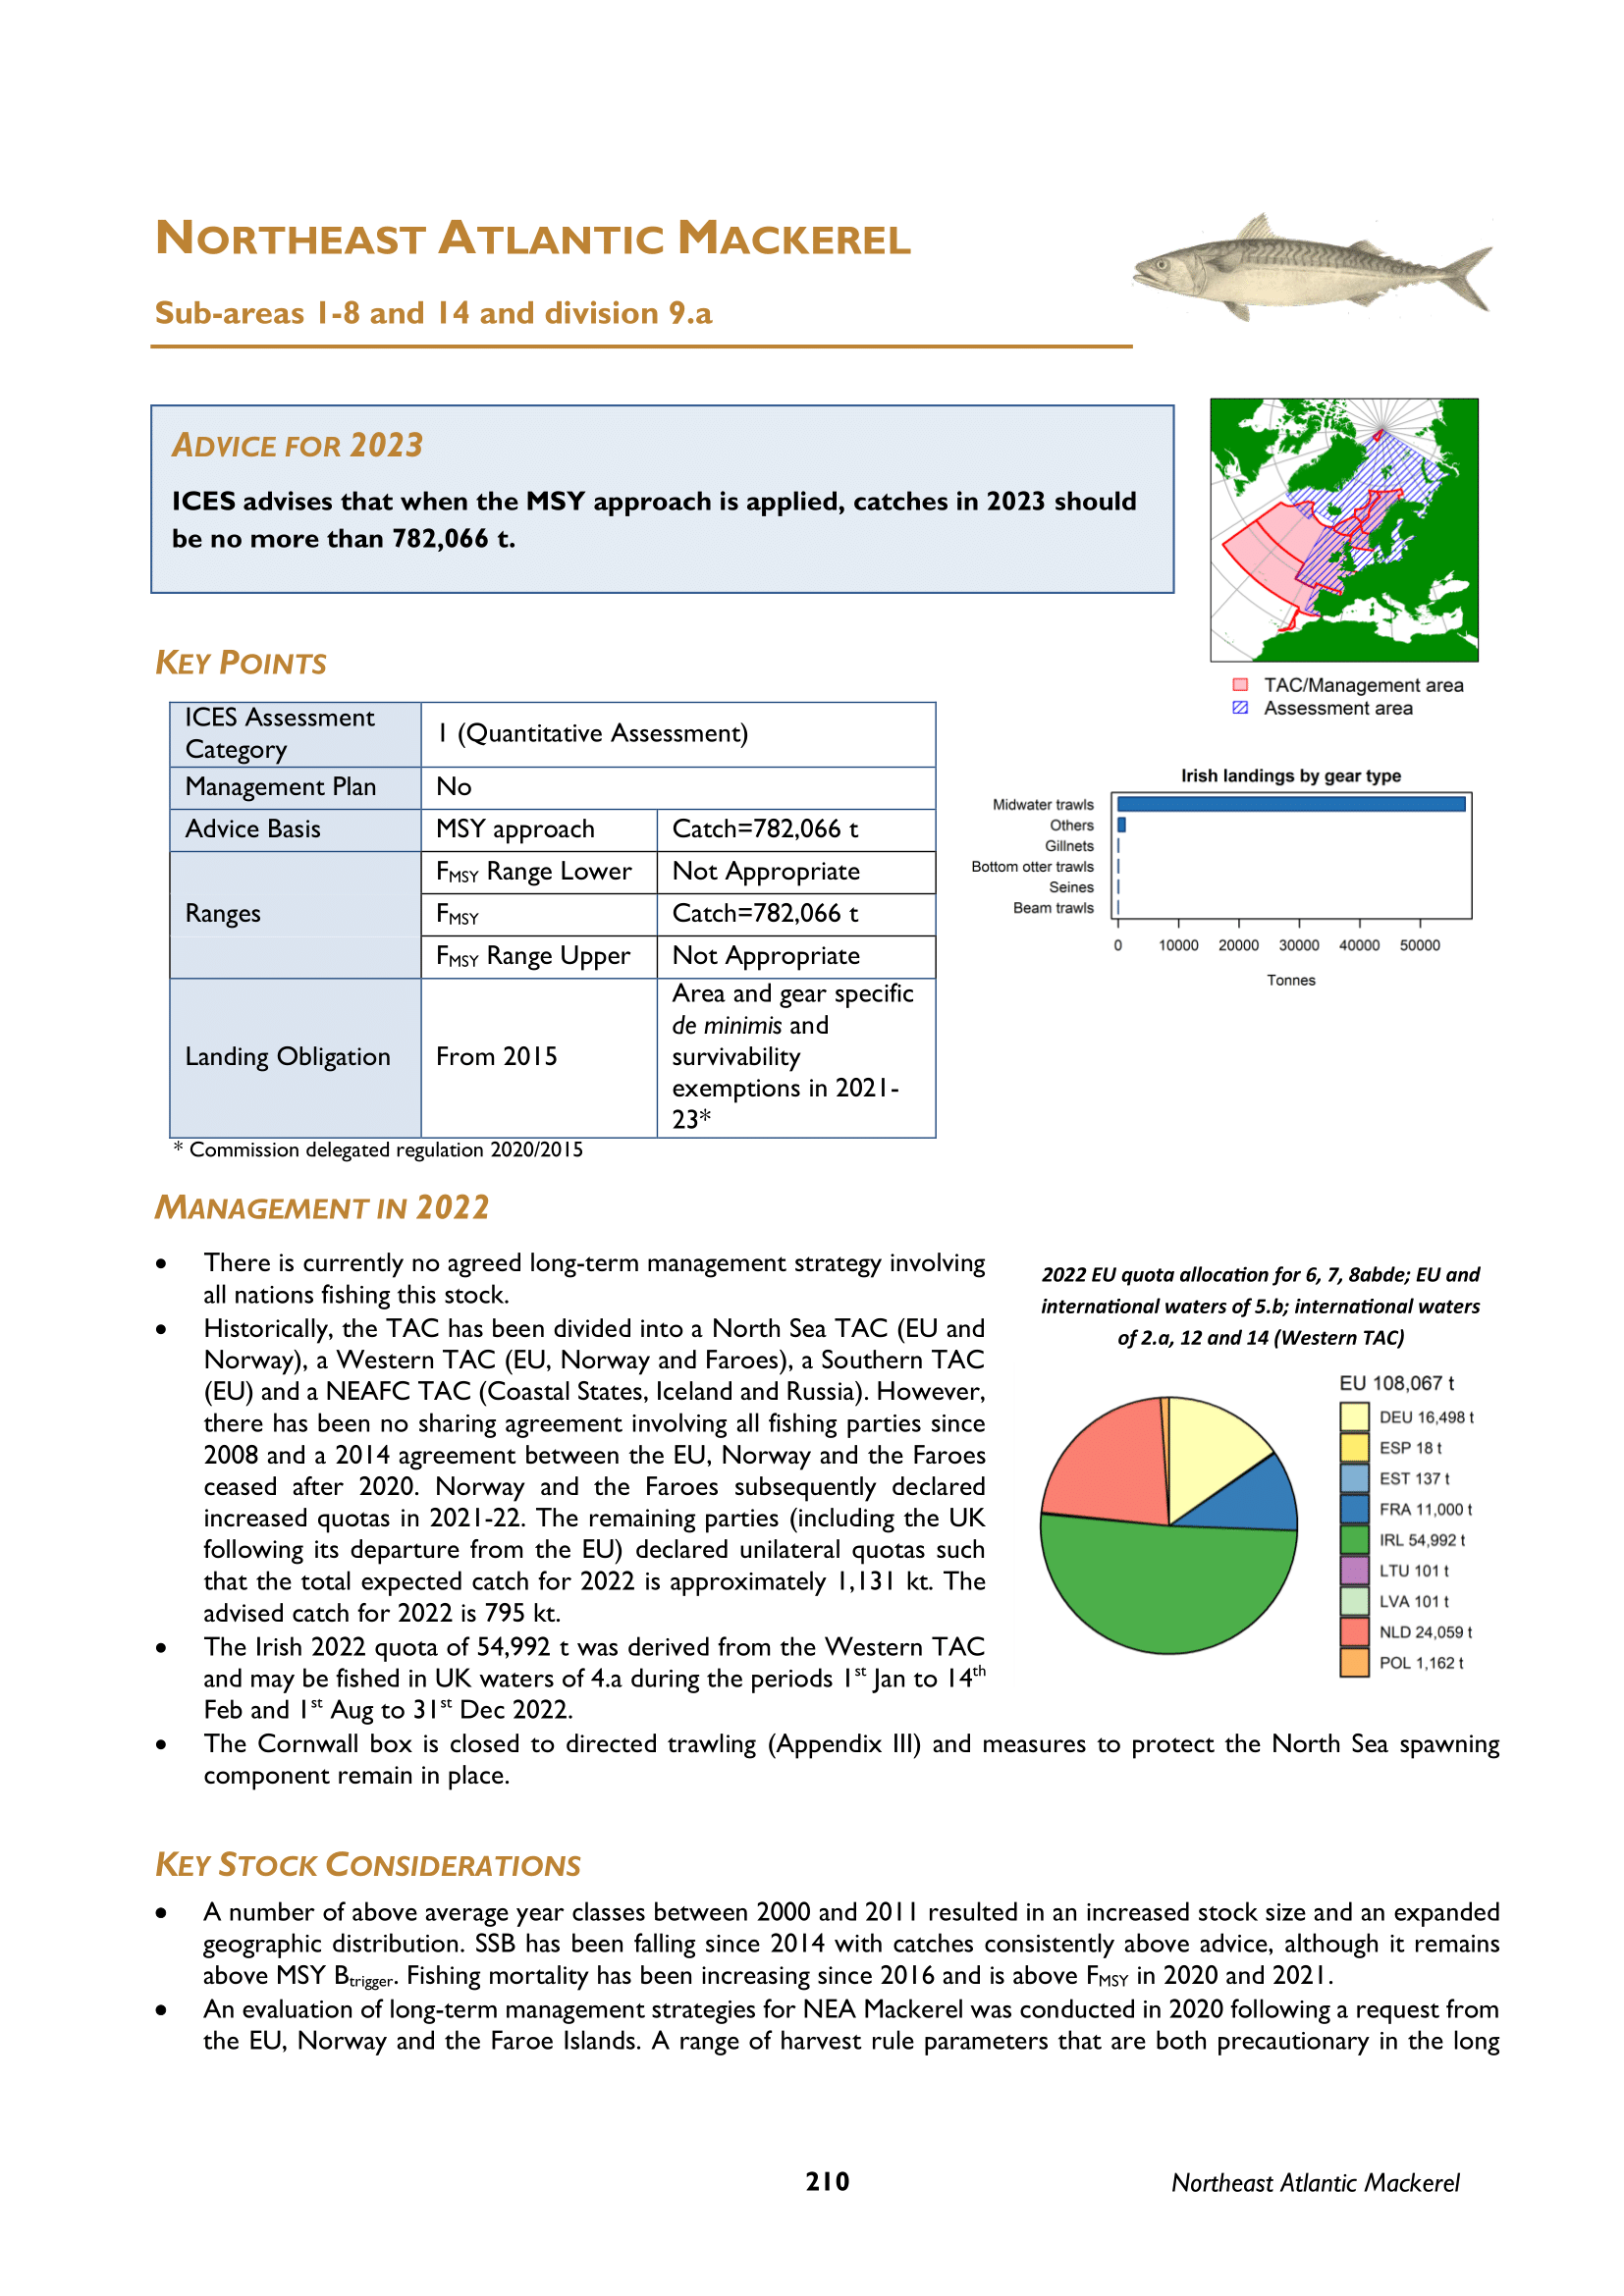 NORTHEAST ATLANTIC MACKEREL
Sub-areas 1-8 and 14 and division 9.a
ADVICE FOR 2023
ICES advises that when the MSY approach is applied, catches in 2023 should
be no more than 782,066 t.
TAC/Management area
Assessment area
KEY POINTS
ICES Assessment
Category
1 (Quantitative Assessment)
Management Plan
No
Advice Basis
MSY approach
Catch=782,066 t
Ranges
FMSY Range Lower
Not Appropriate
FMSY
Catch=782,066 t
FMSY Range Upper
Not Appropriate
Landing Obligation
From 2015
Area and gear specific
de minimis and
survivability
exemptions in 2021-
23*
* Commission delegated regulation 2020/2015
Irish landings by gear type
Midwater trawls
Others
Gillnets
Bottom otter trawls
Seines
Beam trawls
0 10000 20000 30000 40000 50000
Tonnes
MANAGEMENT IN 2022
• There is currently no agreed long-term management strategy involving
all nations fishing this stock.
• Historically, the TAC has been divided into a North Sea TAC (EU and
Norway), a Western TAC (EU, Norway and Faroes), a Southern TAC
(EU) and a NEAFC TAC (Coastal States, Iceland and Russia). However,
there has been no sharing agreement involving all fishing parties since
2008 and a 2014 agreement between the EU, Norway and the Faroes
ceased after 2020. Norway and the Faroes subsequently declared
increased quotas in 2021-22. The remaining parties (including the UK
following its departure from the EU) declared unilateral quotas such
that the total expected catch for 2022 is approximately 1,131 kt. The
advised catch for 2022 is 795 kt.
• The Irish 2022 quota of 54,992 t was derived from the Western TAC
and may be fished in UK waters of 4.a during the periods 1st Jan to 14th
Feb and 1st Aug to 31st Dec 2022.
• The Cornwall box is closed to directed trawling (Appendix III) and measures to protect the North Sea spawning
component remain in place.
2022 EU quota allocation for 6, 7, 8abde; EU and
international waters of 5.b; international waters
of 2.a, 12 and 14 (Western TAC)
EU 108,067 t
DEU 16,498 t
ESP 18 t
EST 137 t
FRA 11,000 t
IRL 54,992 t
LTU 101 t
LVA 101 t
NLD 24,059 t
POL 1,162 t
KEY STOCK CONSIDERATIONS
• A number of above average year classes between 2000 and 2011 resulted in an increased stock size and an expanded
geographic distribution. SSB has been falling since 2014 with catches consistently above advice, although it remains
above MSY Btrigger. Fishing mortality has been increasing since 2016 and is above FMSY in 2020 and 2021.
• An evaluation of long-term management strategies for NEA Mackerel was conducted in 2020 following a request from
the EU, Norway and the Faroe Islands. A range of harvest rule parameters that are both precautionary in the long
210
Northeast Atlantic Mackerel